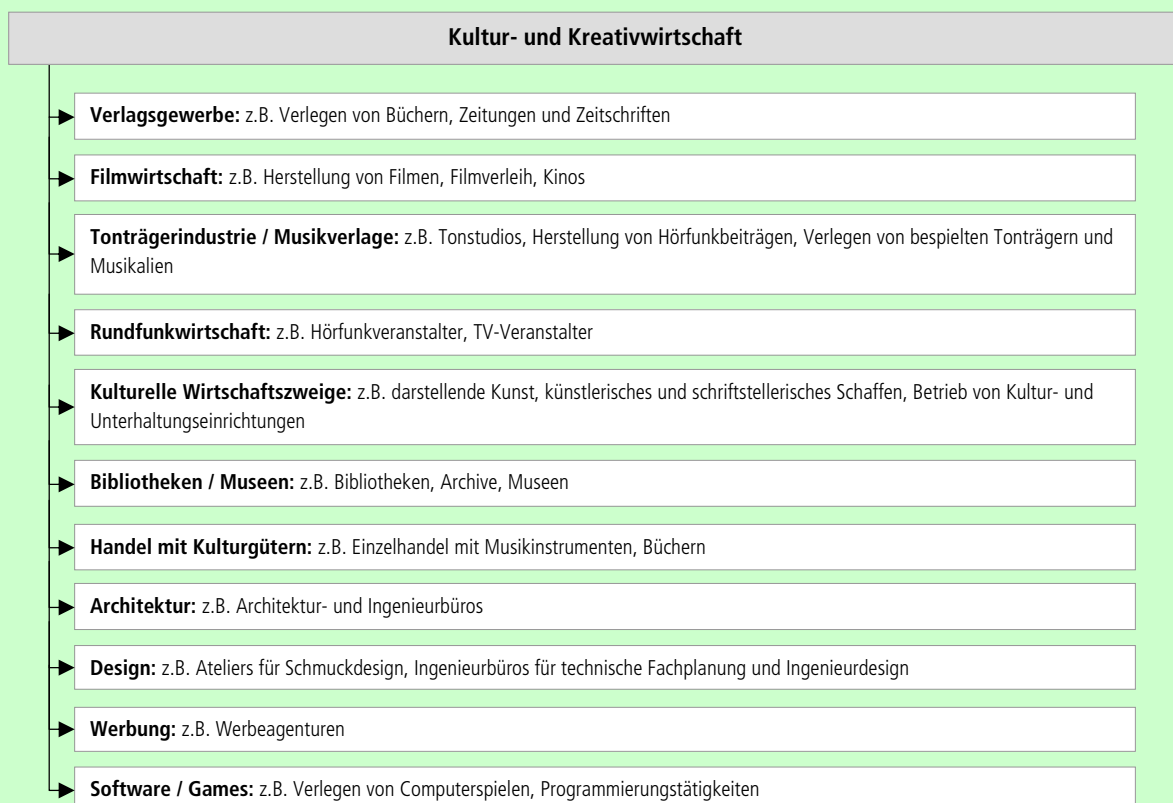 Kultur- und Kreativwirtschaft
Verlagsgewerbe: z.B. Verlegen von Büchern, Zeitungen und Zeitschriften
Filmwirtschaft: z.B. Herstellung von Filmen, Filmverleih, Kinos
Tonträgerindustrie / Musikverlage: z.B. Tonstudios, Herstellung von Hörfunkbeiträgen, Verlegen von bespielten Tonträgern und
Musikalien
Rundfunkwirtschaft: z.B. Hörfunkveranstalter, TV-Veranstalter
Kulturelle Wirtschaftszweige: z.B. darstellende Kunst, künstlerisches und schriftstellerisches Schaffen, Betrieb von Kultur- und
Unterhaltungseinrichtungen
Bibliotheken / Museen: z.B. Bibliotheken, Archive, Museen
Handel mit Kulturgütern: z.B. Einzelhandel mit Musikinstrumenten, Büchern
Architektur: z.B. Architektur- und Ingenieurbüros
Design: z.B. Ateliers für Schmuckdesign, Ingenieurbüros für technische Fachplanung und Ingenieurdesign
Werbung: z.B. Werbeagenturen
Software / Games: z.B. Verlegen von Computerspielen, Programmierungstätigkeiten